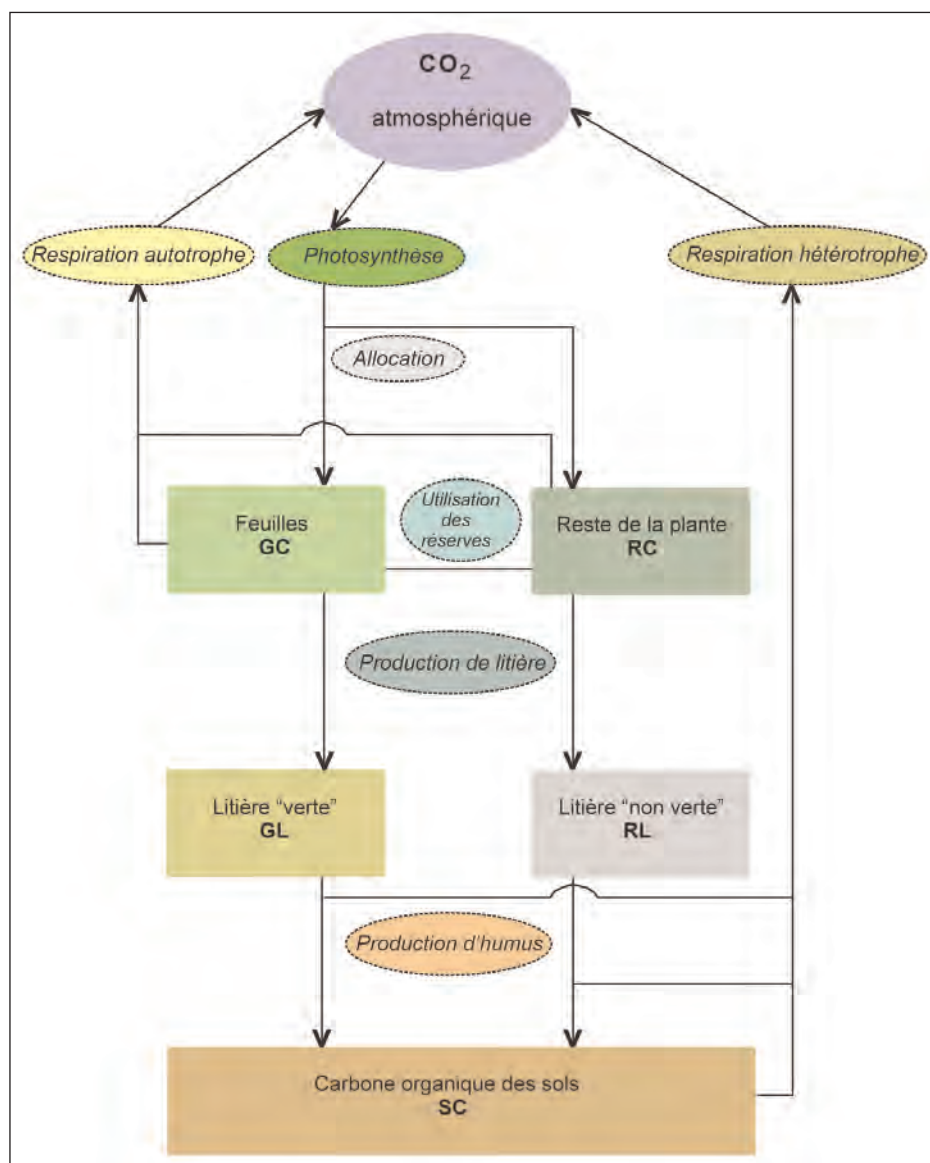 CO2
atmosphérique
Respiration autotrophe
Photosynthèse
Respiration hétérotrophe
Allocation
Feuilles
GC
Utilisation
des
réserves
Reste de la plante
RC
Production de litière
Litière “verte”
GL
Litière “non verte”
RL
Production d’humus
Carbone organique des sols
SC